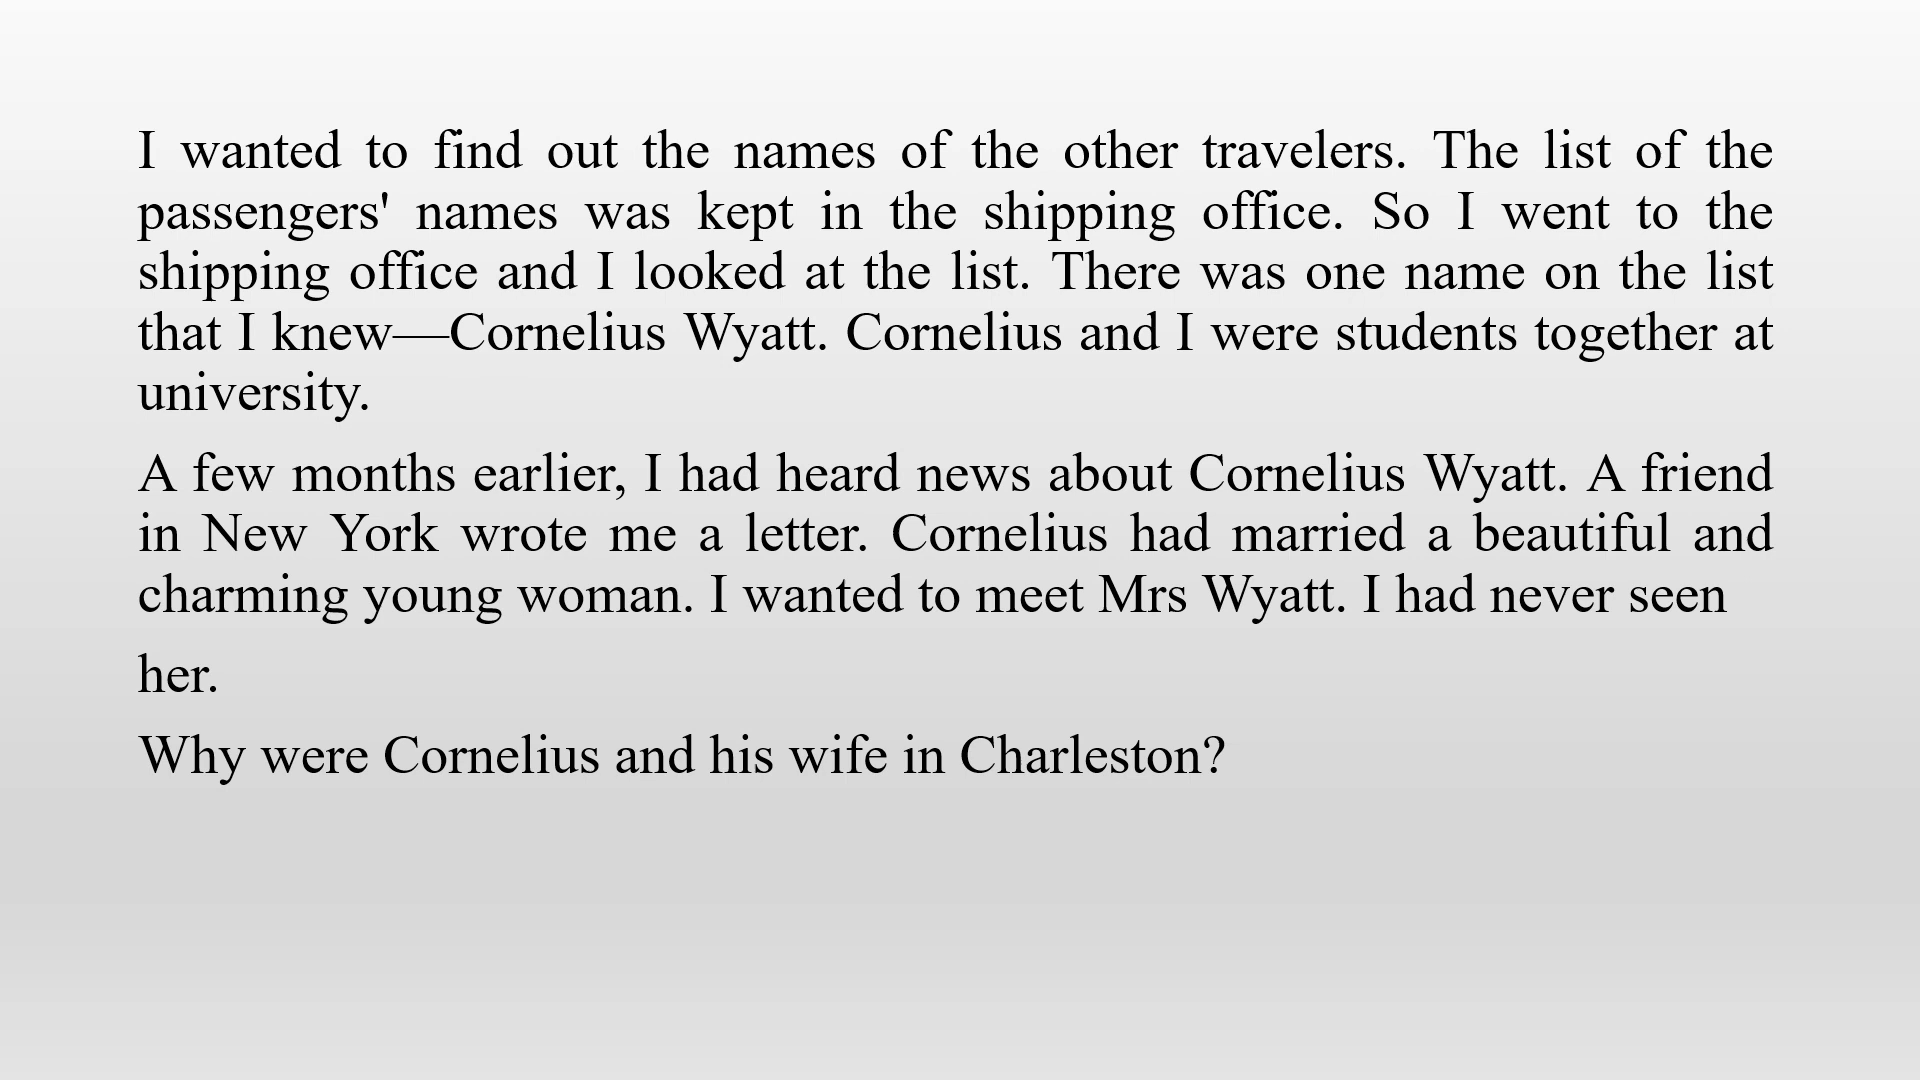 I wanted to find out the names of the other travelers. The list of the
passengers' names was kept in the shipping office. So I went to the
shipping office and I looked at the list. There was one name on the list
that I knew—Cornelius Wyatt. Cornelius and I were students together at
university.
A few months earlier, I had heard news about Cornelius Wyatt. A friend
in New York wrote me a letter. Cornelius had married a beautiful and
charming young woman. I wanted to meet Mrs Wyatt. I had never seen
her.
Why were Cornelius and his wife in Charleston?